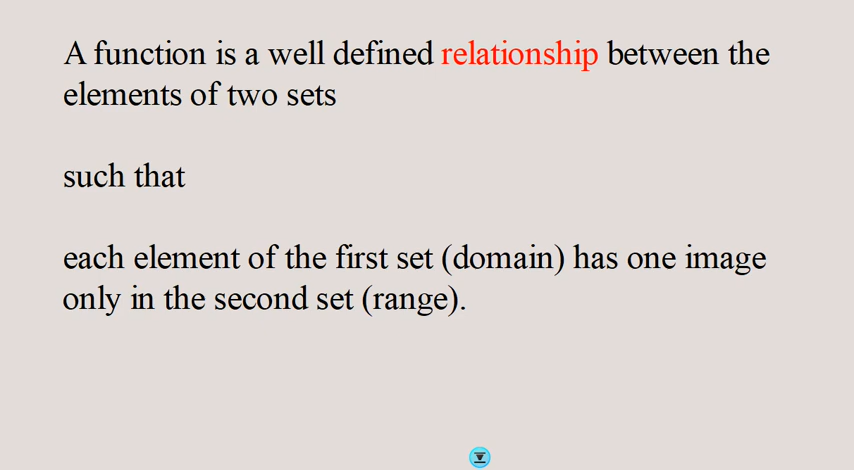 A function is a well defined relationship between the
elements of two sets
such that
each element of the first set (domain) has one image
only in the second set (range).